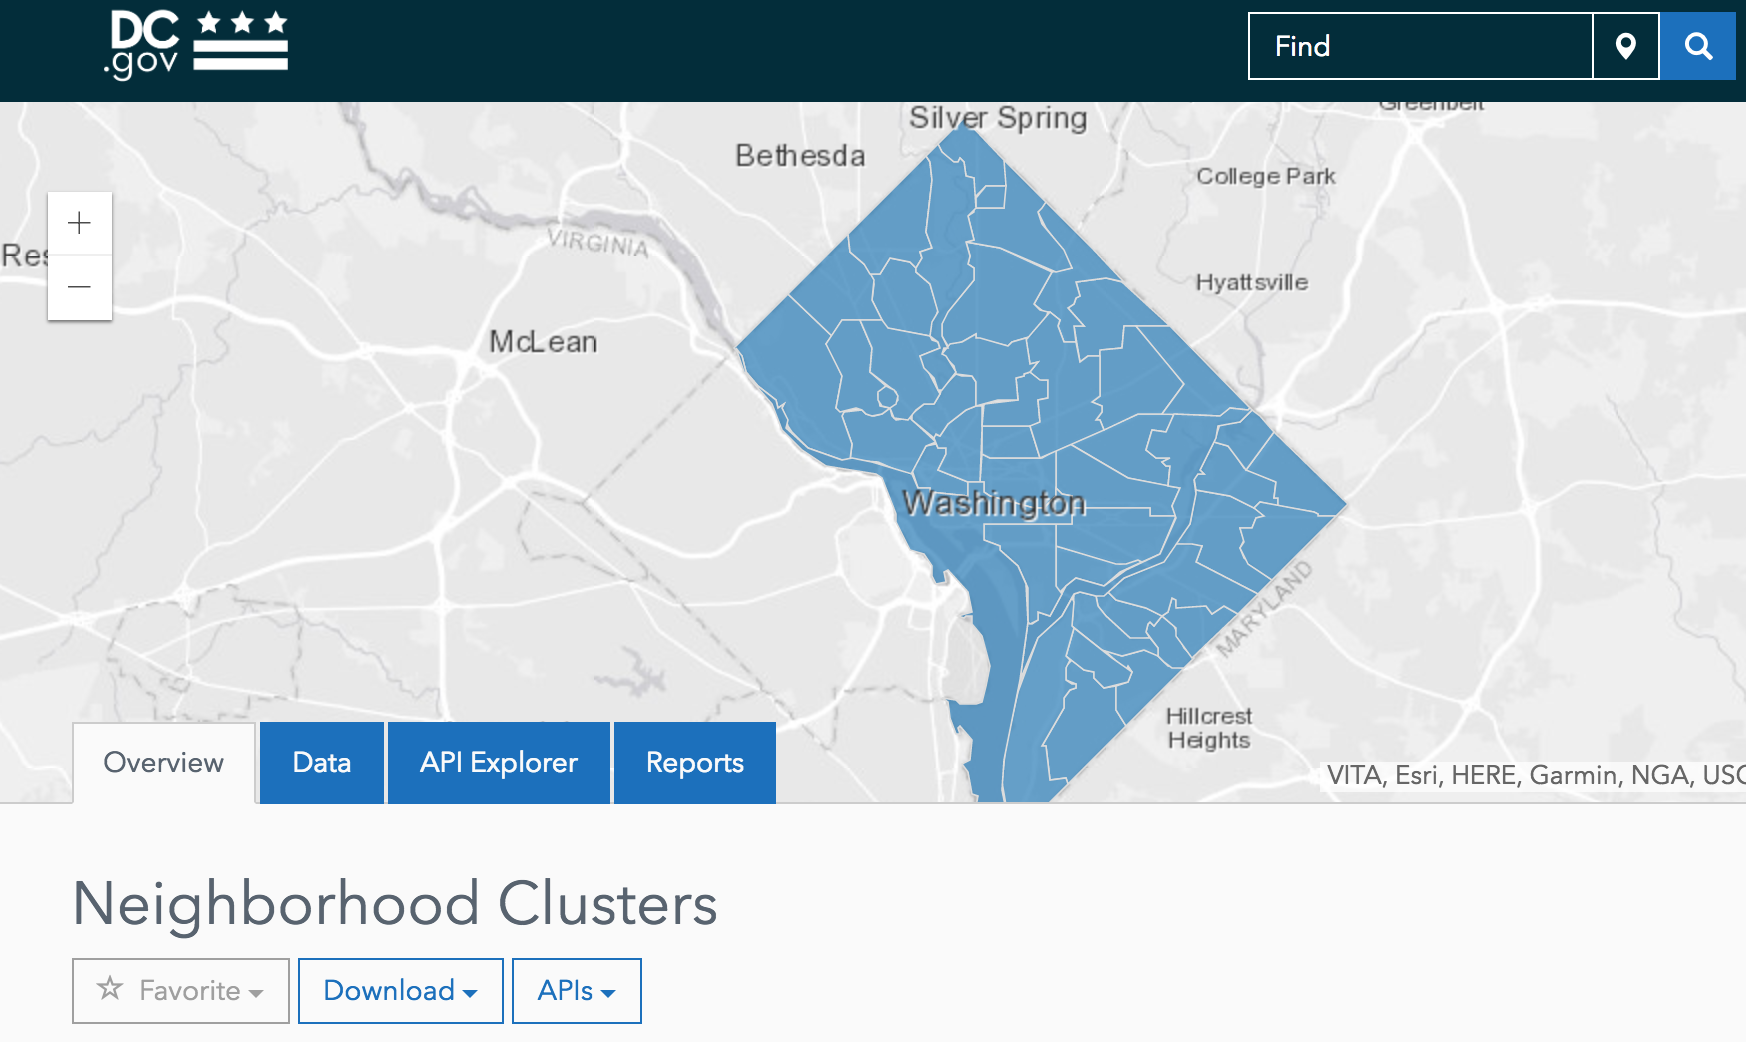 DC
.gov
Find
Silver Spring
Greenbelt
Bethesda
College Park
VIRGINIA
Res
Hyattsville
McLean
Washington
MARYLAND
Hillcrest
Heights
Overview
Data
API Explorer
Reports
VITA, Esri, HERE, Garmin, NGA, USG
Neighborhood Clusters
Favorite
Download
APIs